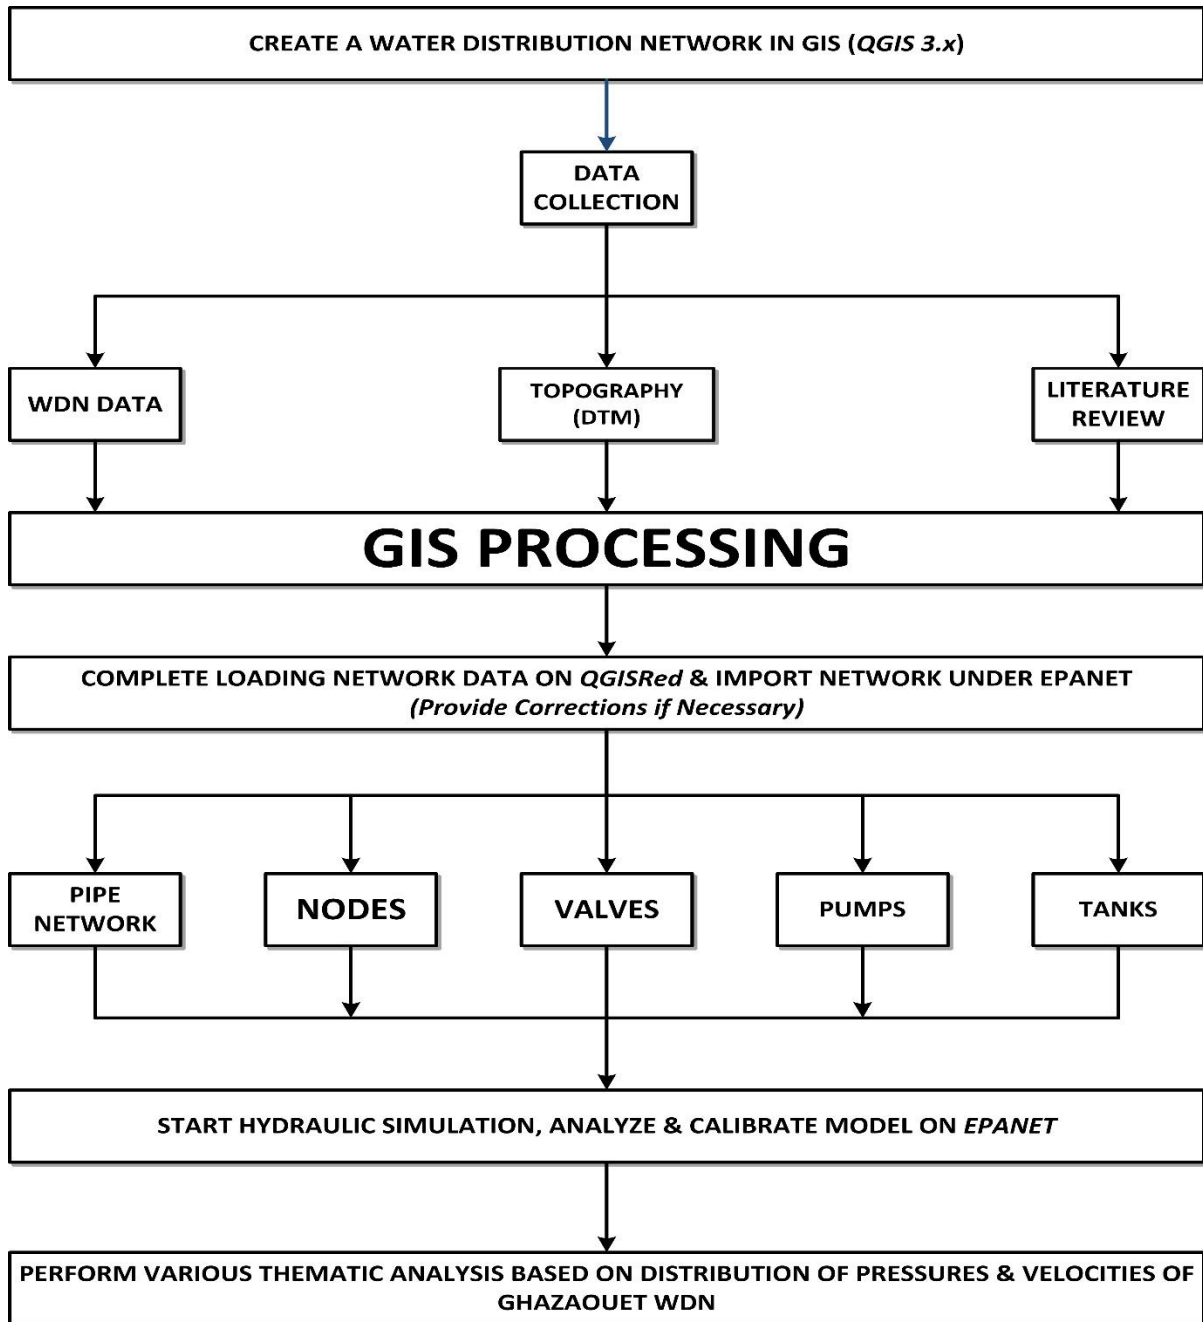 CREATE A WATER DISTRIBUTION NETWORK IN GIS (QGIS 3.x)
DATA
COLLECTION
WDN DATA
TOPOGRAPHY
(DTM)
LITERATURE
REVIEW
GIS PROCESSING
COMPLETE LOADING NETWORK DATA ON QGISRed & IMPORT NETWORK UNDER EPANET
(Provide Corrections if Necessary)
PIPE
NETWORK
NODES
VALVES
PUMPS
TANKS
START HYDRAULIC SIMULATION, ANALYZE & CALIBRATE MODEL ON EPANET
PERFORM VARIOUS THEMATIC ANALYSIS BASED ON DISTRIBUTION OF PRESSURES & VELOCITIES OF
GHAZAOUET WDN